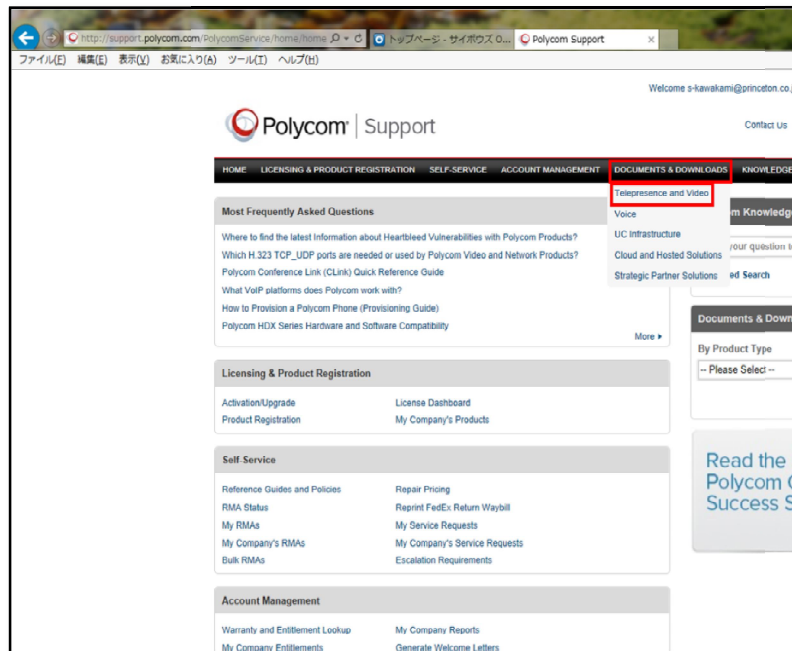 http://support.polycom.com/PolycomService/home/home
トップページ - サイボウズ O...
Polycom Support
ファイル(F) 編集(E) 表示(V) お気に入り(A) ツール(T) ヘルプ(H)
Welcome s-kawakami@princeton.co.j
Polycom | Support
Contact Us
HOME LICENSING & PRODUCT REGISTRATION SELF-SERVICE ACCOUNT MANAGEMENT DOCUMENTS & DOWNLOADS KNOWLEDGE
Telepresence and Video
Voice
UC Infrastructure
Cloud and Hosted Solutions
Strategic Partner Solutions
Most Frequently Asked Questions
Where to find the latest Information about Heartbleed Vulnerabilities with Polycom Products?
Which H.323 TCP_UDP ports are needed or used by Polycom Video and Network Products?
Polycom Conference Link (CLink) Quick Reference Guide
What VoIP platforms does Polycom work with?
How to Provision a Polycom Phone (Provisioning Guide)
Polycom HDX Series Hardware and Software Compatibility
More
m Knowledg
your question
ed Search
Documents & Down
By Product Type
-- Please Select --
Licensing & Product Registration
Activation/Upgrade License Dashboard
Product Registration My Company's Products
Self-Service
Reference Guides and Policies Repair Pricing
RMA Status Reprint FedEx Return Waybill
My RMAs My Service Requests
My Company's RMAs My Company's Service Requests
Bulk RMAs Escalation Requirements
Read the
Polycom
Success S
Account Management
Warranty and Entitlement Lookup My Company Reports
My Company Entitlements Generate Welcome Letters